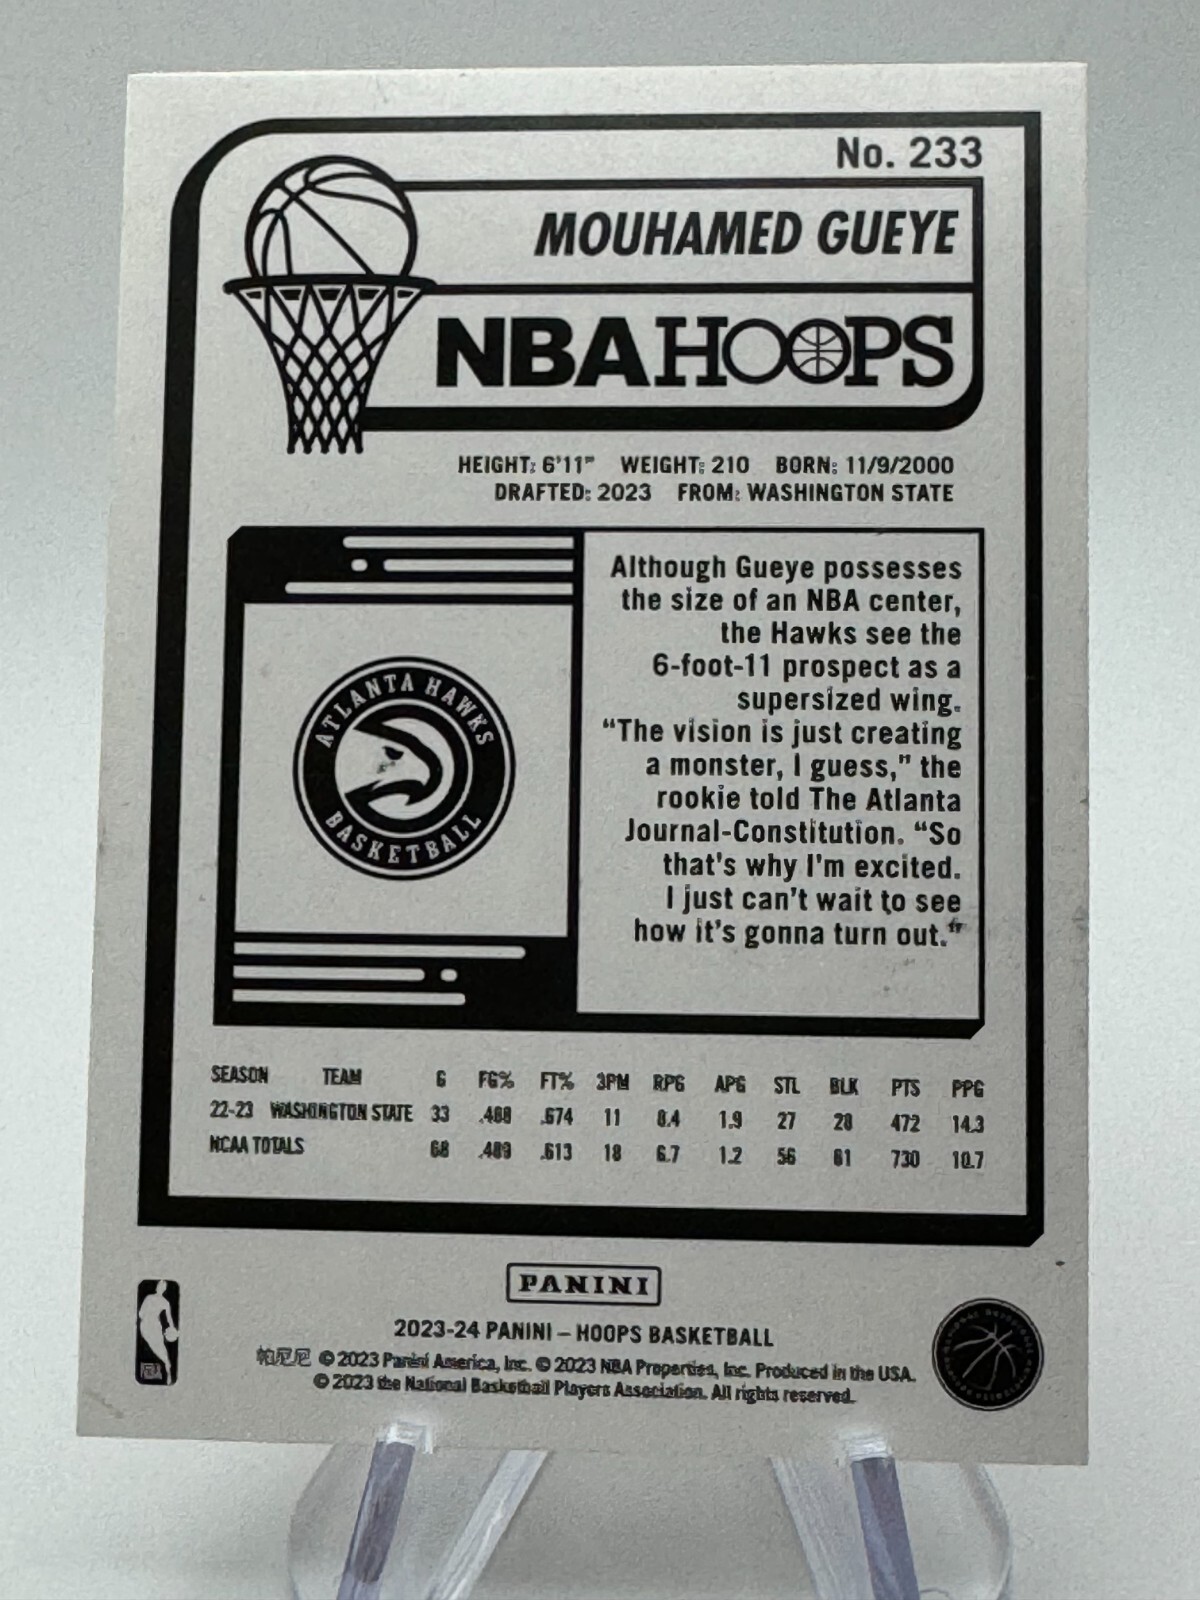 No. 233
MOUHAMED GUEYE
NBA HOOPS
HEIGHT: 6'11" WEIGHT: 210 BORN: 11/9/2000
DRAFTED: 2023 FROM: WASHINGTON STATE
ATLANTA HAWKS
BASKETBALL
Although Gueye possesses
the size of an NBA center,
the Hawks see the
6-foot-11 prospect as a
supersized wing.
“The vision is just creating
a monster, I guess,” the
rookie told The Atlanta
Journal-Constitution. “So
that's why I'm excited.
I just can't wait to see
how it's gonna turn out.”
SEASON TEAM G FG% FT% 3PM RPG APG STL BLK PTS PPG
22-23 WASHINGTON STATE 33 .488 .674 11 8.4 1.9 27 28 472 14.3
NCAA TOTALS 68 .489 .613 18 6.7 1.2 56 61 730 10.7
PANINI
2023-24 PANINI – HOOPS BASKETBALL
帕尼尼 © 2023 Panini America, Inc. © 2023 NBA Properties, Inc. Produced in the USA.
© 2023 the National Basketball Players Association. All rights reserved.